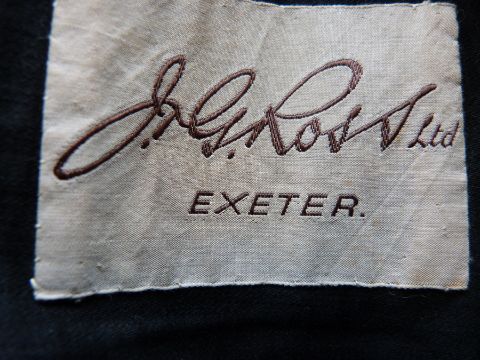 J. G. Ross Ltd
EXETER.